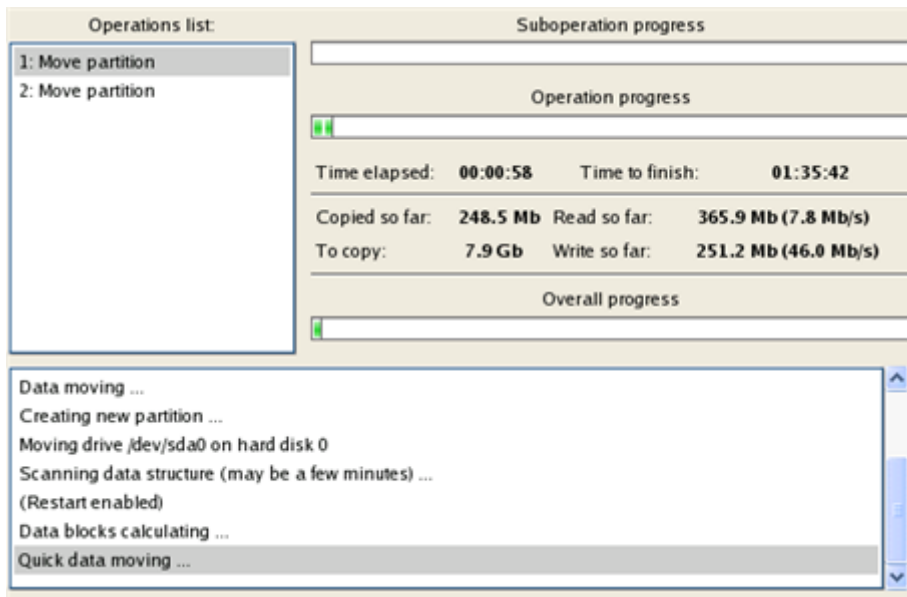 Operations list:
1: Move partition
2: Move partition
Suboperation progress
Operation progress
Time elapsed: 00:00:58 Time to finish: 01:35:42
Copied so far: 248.5 Mb Read so far: 365.9 Mb (7.8 Mb/s)
To copy: 7.9 Gb Write so far: 251.2 Mb (46.0 Mb/s)
Overall progress
Data moving ...
Creating new partition ...
Moving drive /dev/sda0 on hard disk 0
Scanning data structure (may be a few minutes) ...
(Restart enabled)
Data blocks calculating ...
Quick data moving ...